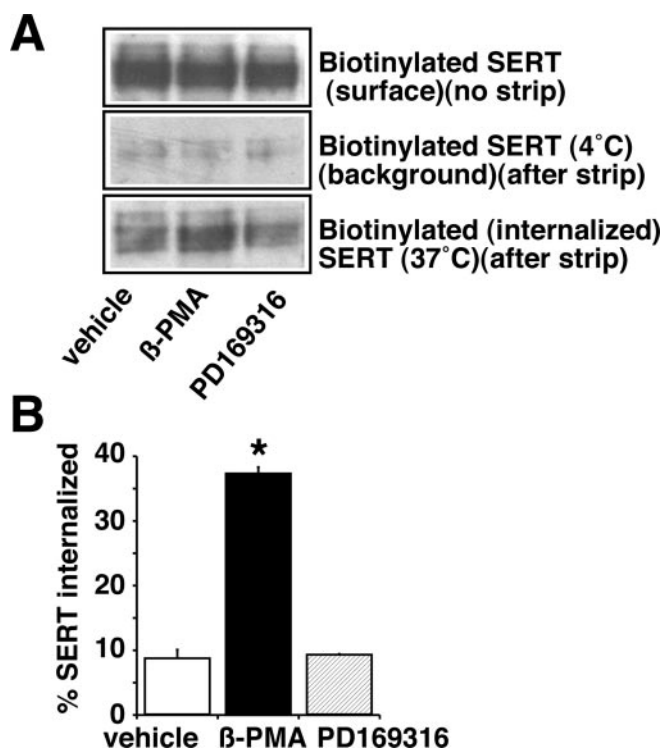 A
Biotinylated SERT
(surface)(no strip)
Biotinylated SERT (4°C)
(background)(after strip)
Biotinylated (internalized)
SERT (37°C)(after strip)
vehicle
ß-PMA
PD169316
B
% SERT internalized
40
30
20
10
0
*
vehicle ß-PMA PD169316